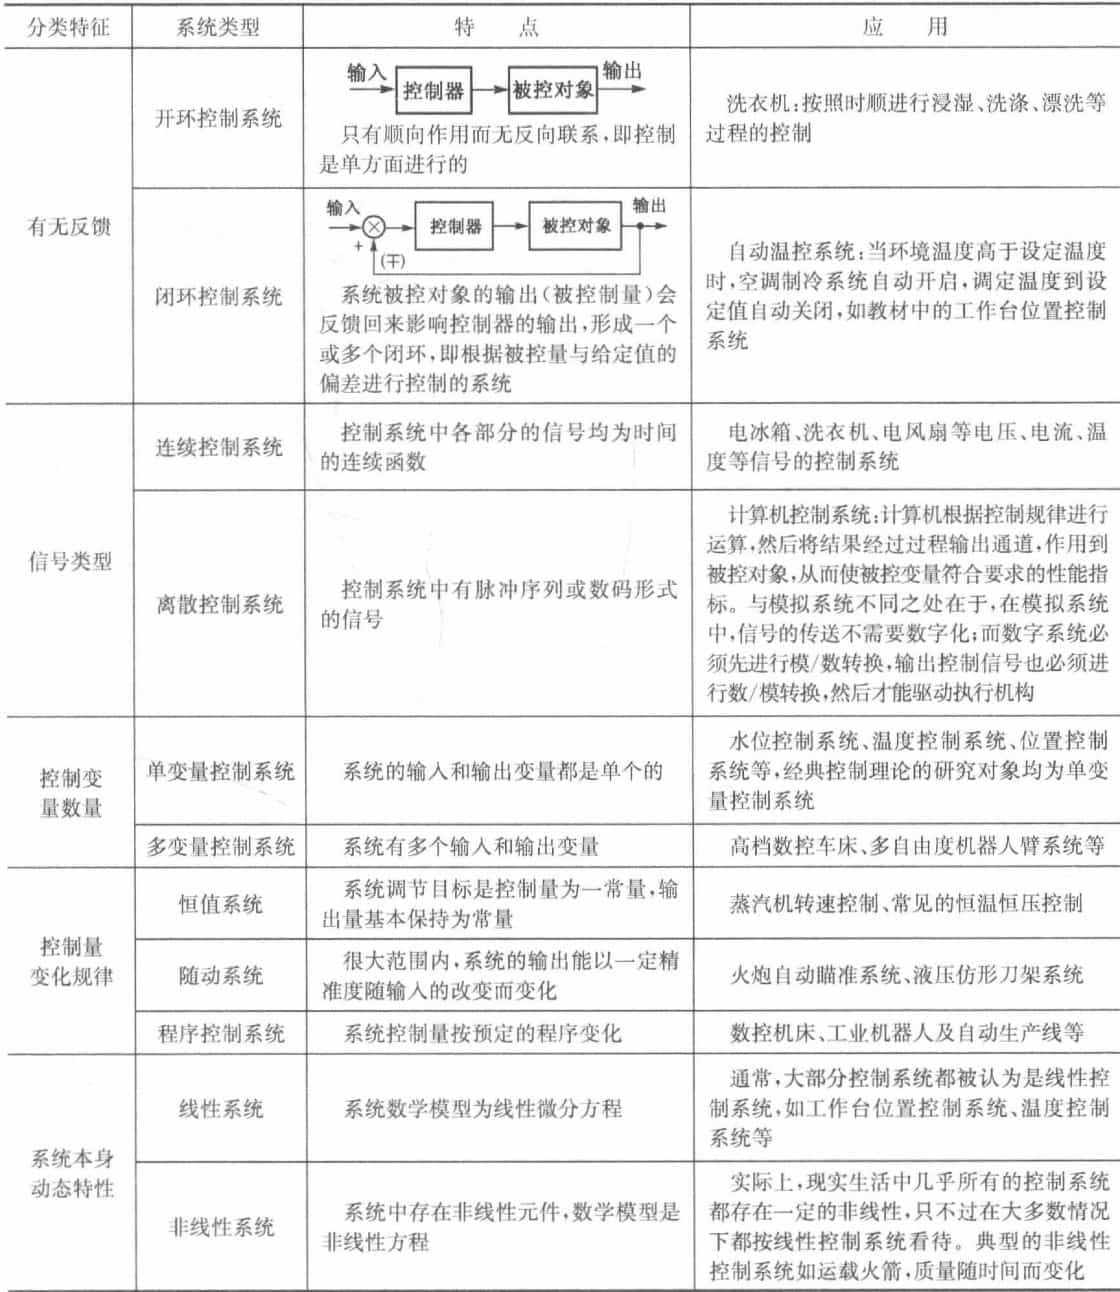 分类特征 系统类型 特 点 应 用
有无反馈
开环控制系统
输入 控制器 被控对象 输出
只有顺向作用而无反向联系,即控制
是单方面进行的
洗衣机:按照时顺进行浸湿、洗涤、漂洗等
过程的控制
闭环控制系统
输入 + (∓) 控制器 被控对象 输出
系统被控对象的输出(被控制量)会
反馈回来影响控制器的输出,形成一个
或多个闭环,即根据被控量与给定值的
偏差进行控制的系统
自动温控系统:当环境温度高于设定温度
时,空调制冷系统自动开启,调定温度到设
定值自动关闭,如教材中的工作台位置控制
系统
信号类型
连续控制系统
控制系统中各部分的信号均为时间
的连续函数
电冰箱、洗衣机、电风扇等电压、电流、温
度等信号的控制系统
离散控制系统
控制系统中有脉冲序列或数码形式
的信号
计算机控制系统:计算机根据控制规律进行
运算,然后将结果经过过程输出通道,作用到
被控对象,从而使被控变量符合要求的性能指
标。与模拟系统不同之处在于,在模拟系统
中,信号的传送不需要数字化;而数字系统必
须先进行模/数转换,输出控制信号也必须进
行数/模转换,然后才能驱动执行机构
控制变
量数量
单变量控制系统
系统的输入和输出变量都是单个的
水位控制系统、温度控制系统、位置控制
系统等,经典控制理论的研究对象均为单变
量控制系统
多变量控制系统
系统有多个输入和输出变量
高档数控车床、多自由度机器人臂系统等
控制量
变化规律
恒值系统
系统调节目标是控制量为一常量,输
出量基本保持为常量
蒸汽机转速控制、常见的恒温恒压控制
随动系统
很大范围内,系统的输出能以一定精
准度随输入的改变而变化
火炮自动瞄准系统、液压仿形刀架系统
程序控制系统
系统控制量按预定的程序变化
数控机床、工业机器人及自动生产线等
系统本身
动态特性
线性系统
系统数学模型为线性微分方程
通常,大部分控制系统都被认为是线性控
制系统,如工作台位置控制系统、温度控制
系统等
非线性系统
系统中存在非线性元件,数学模型是
非线性方程
实际上,现实生活中几乎所有的控制系统
都存在一定的非线性,只不过在大多数情况
下都按线性控制系统看待。典型的非线性
控制系统如运载火箭,质量随时间而变化